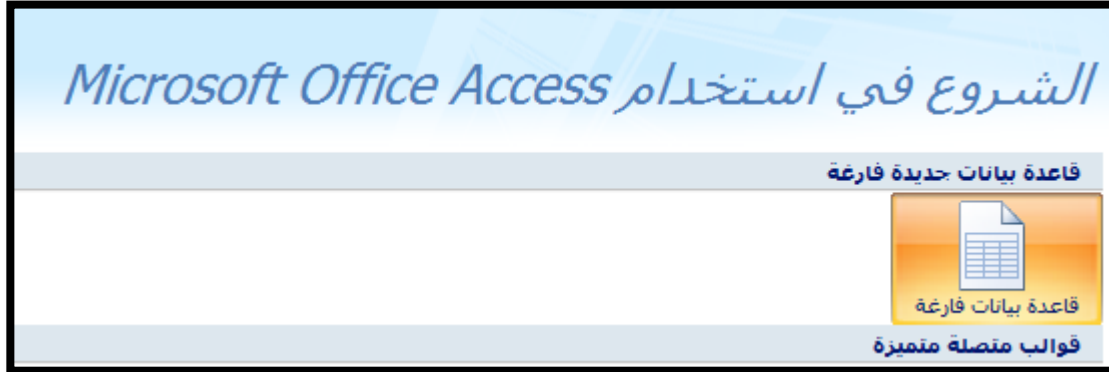 الشروع في استخدام Microsoft Office Access
قاعدة بيانات جديدة فارغة
قاعدة بيانات فارغة
قوالب متصلة متميزة